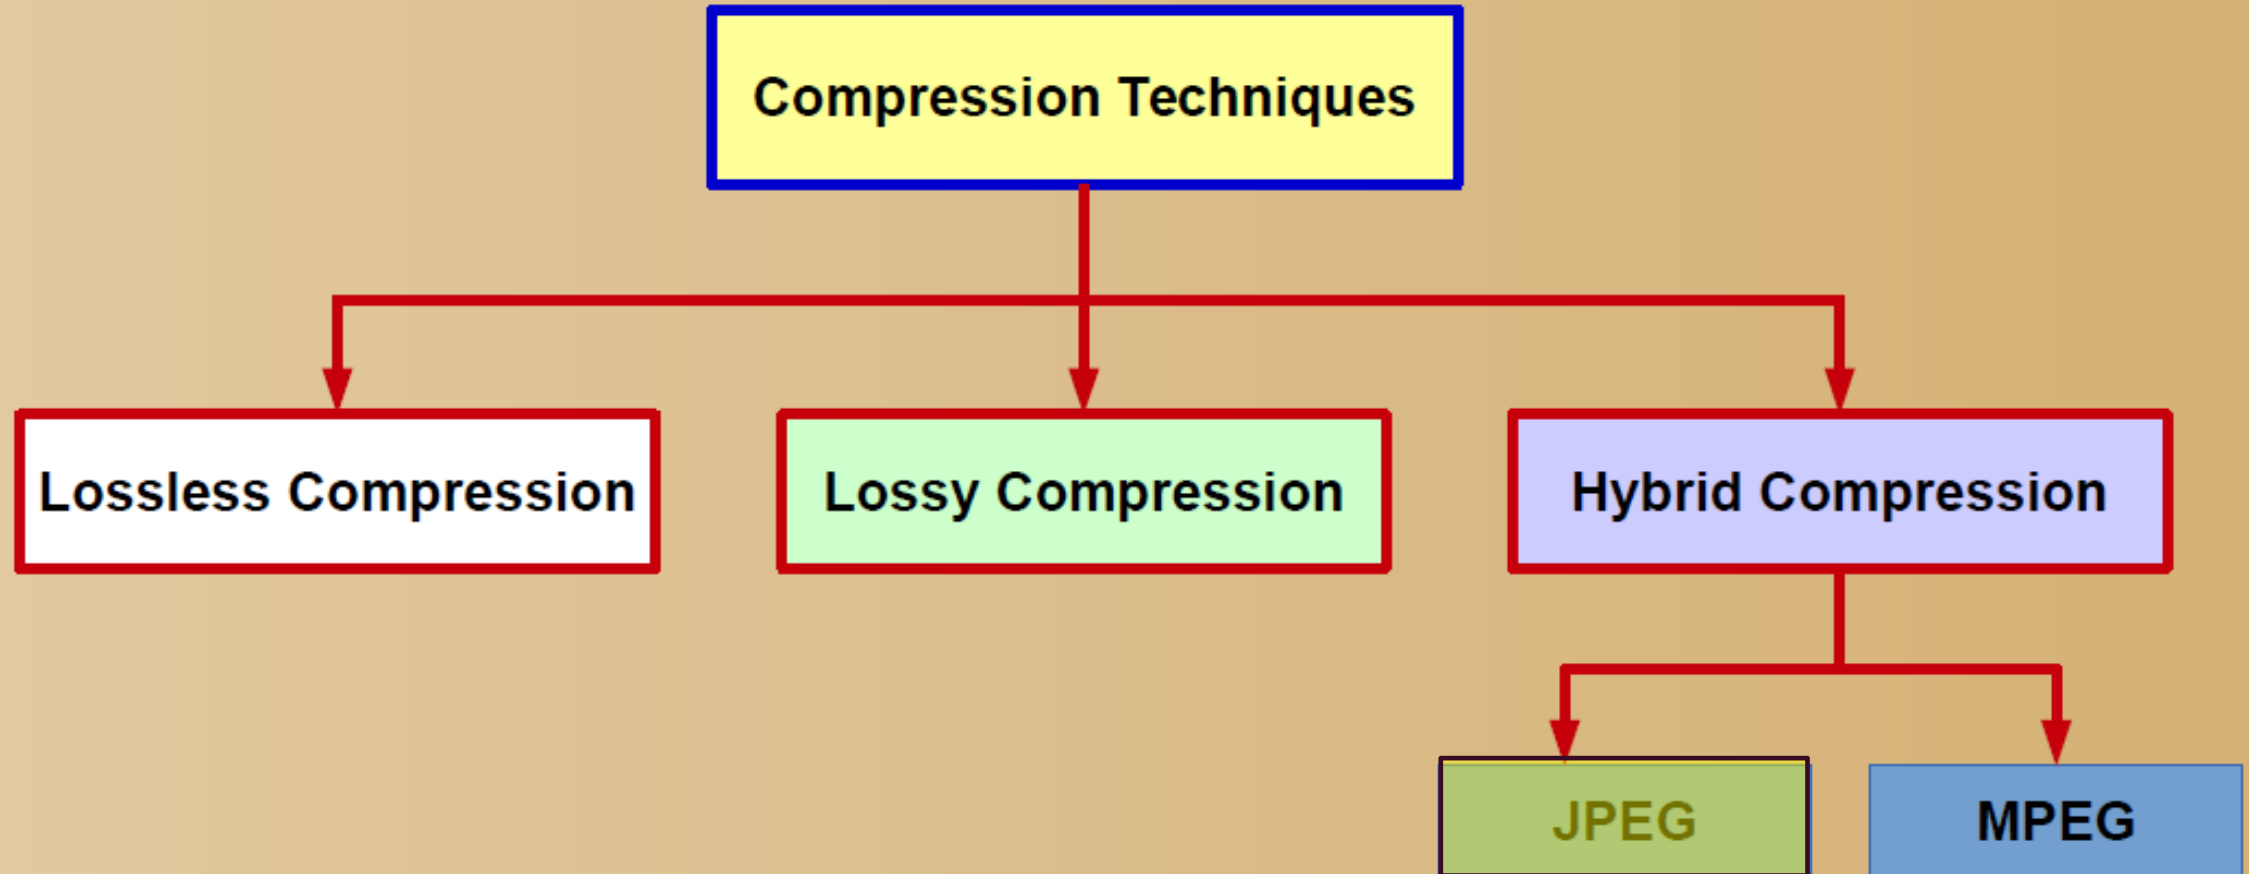 Compression Techniques
Lossless Compression
Lossy Compression
Hybrid Compression
JPEG
MPEG